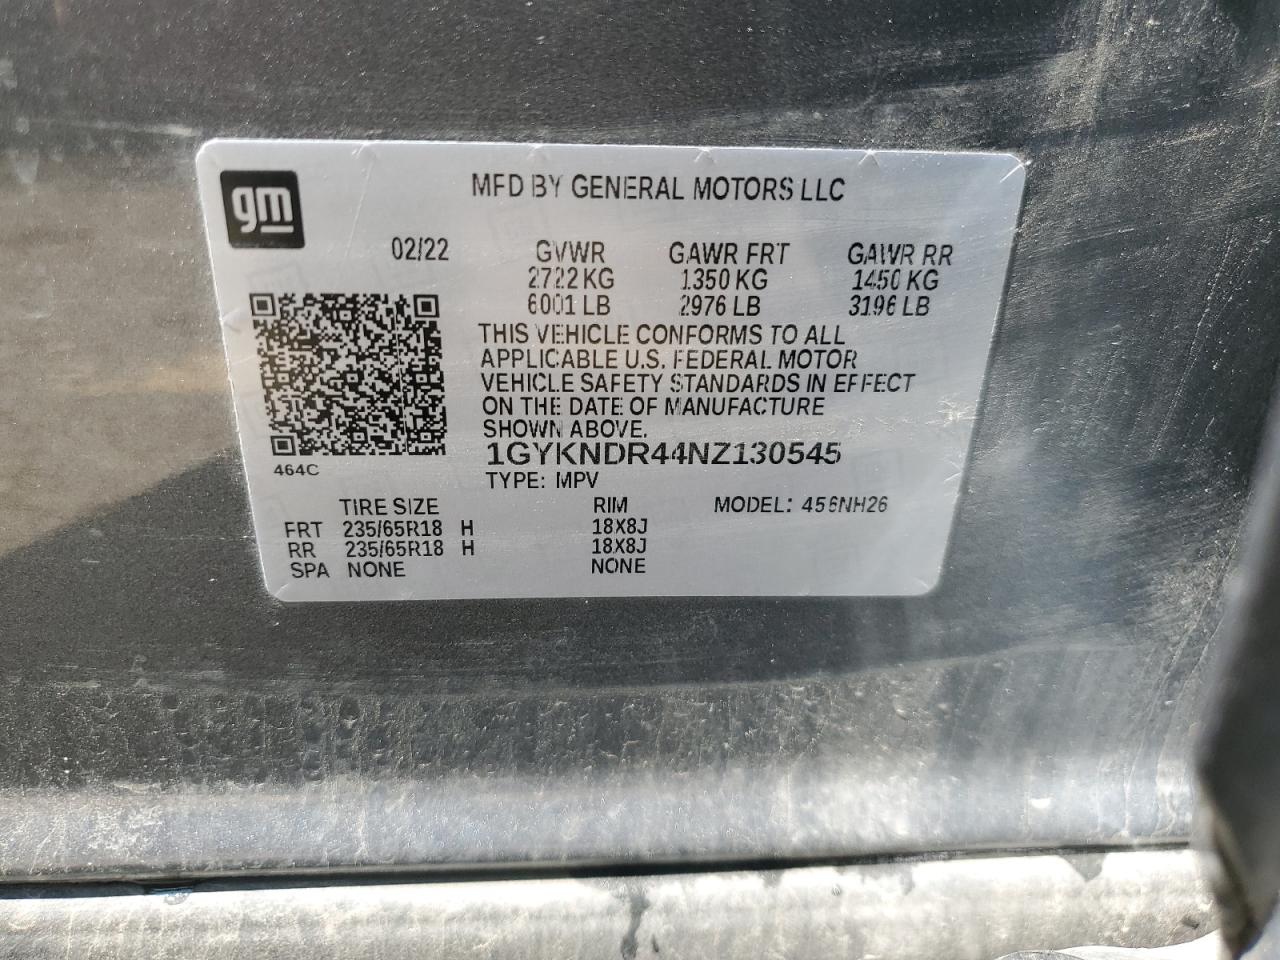 gm
MFD BY GENERAL MOTORS LLC
02/22 GVWR GAWR FRT GAWR RR
2722 KG 1350 KG 1450 KG
6001 LB 2976 LB 3196 LB
THIS VEHICLE CONFORMS TO ALL
APPLICABLE U.S. FEDERAL MOTOR
VEHICLE SAFETY STANDARDS IN EFFECT
ON THE DATE OF MANUFACTURE
SHOWN ABOVE.
1GYKNDR44NZ130545
464C
TYPE: MPV
TIRE SIZE RIM MODEL: 456NH26
FRT 235/65R18 H 18X8J
RR 235/65R18 H 18X8J
SPA NONE NONE